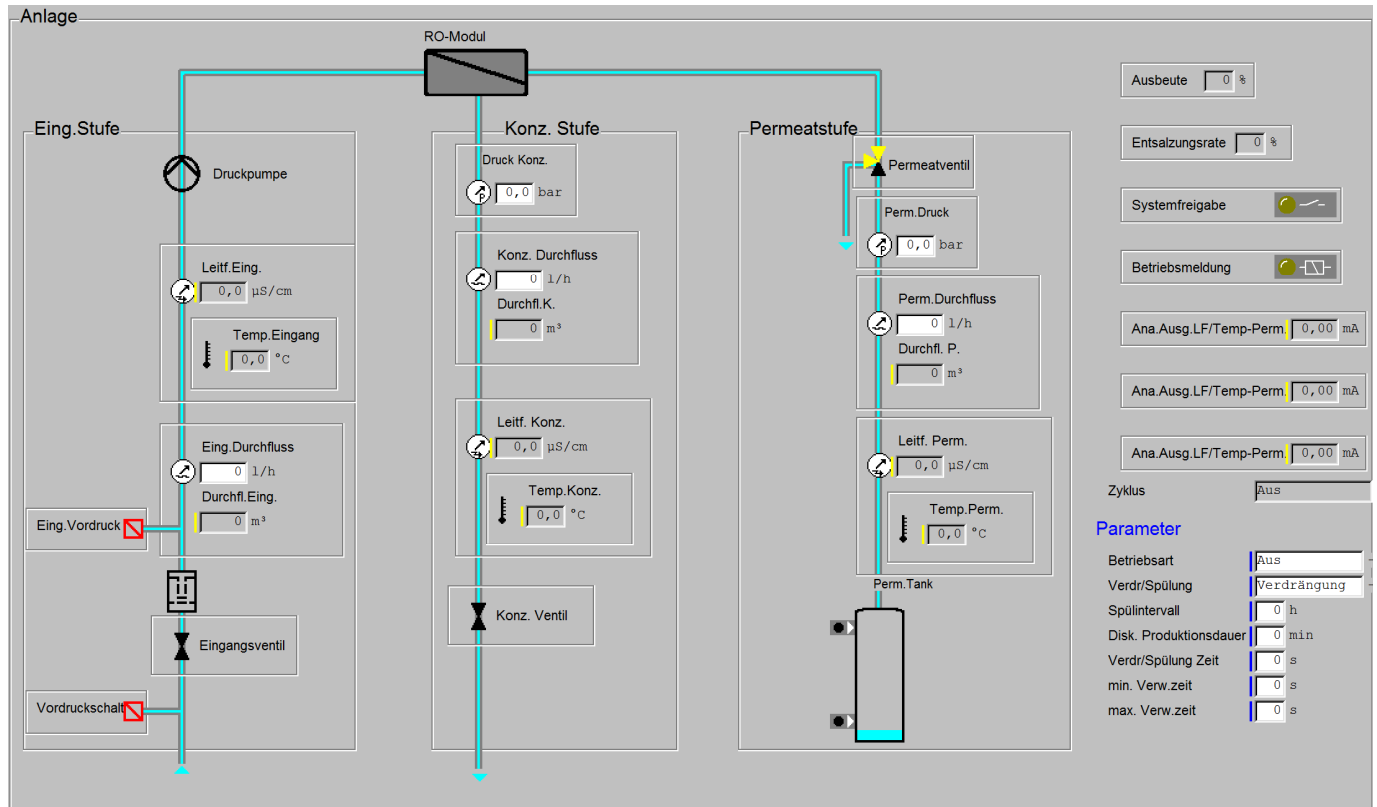 Anlage
RO-Modul
Eing.Stufe
Druckpumpe
Leitf.Eing.
0,0 µS/cm
Temp.Eingang
0,0 °C
Eing.Durchfluss
0 l/h
Durchfl.Eing.
0 m³
Eing.Vordruck
Eingangsventil
Vordruckschalt
Konz. Stufe
Druck Konz.
P 0,0 bar
Konz. Durchfluss
0 l/h
Durchfl.K.
0 m³
Leitf. Konz.
0,0 µS/cm
Temp.Konz.
0,0 °C
Konz. Ventil
Permeatstufe
Permeatventil
Perm.Druck
P 0,0 bar
Perm.Durchfluss
0 l/h
Durchfl. P.
0 m³
Leitf. Perm.
0,0 µS/cm
Temp.Perm.
0,0 °C
Perm.Tank
Ausbeute 0 %
Entsalzungsrate 0 %
Systemfreigabe
Betriebsmeldung
Ana.Ausg.LF/Temp-Perm. 0,00 mA
Ana.Ausg.LF/Temp-Perm. 0,00 mA
Ana.Ausg.LF/Temp-Perm. 0,00 mA
Zyklus Aus
Parameter
Betriebsart Aus
Verdr/Spülung Verdrängung
Spülintervall 0 h
Disk. Produktionsdauer 0 min
Verdr/Spülung Zeit 0 s
min. Verw.zeit 0 s
max. Verw.zeit 0 s